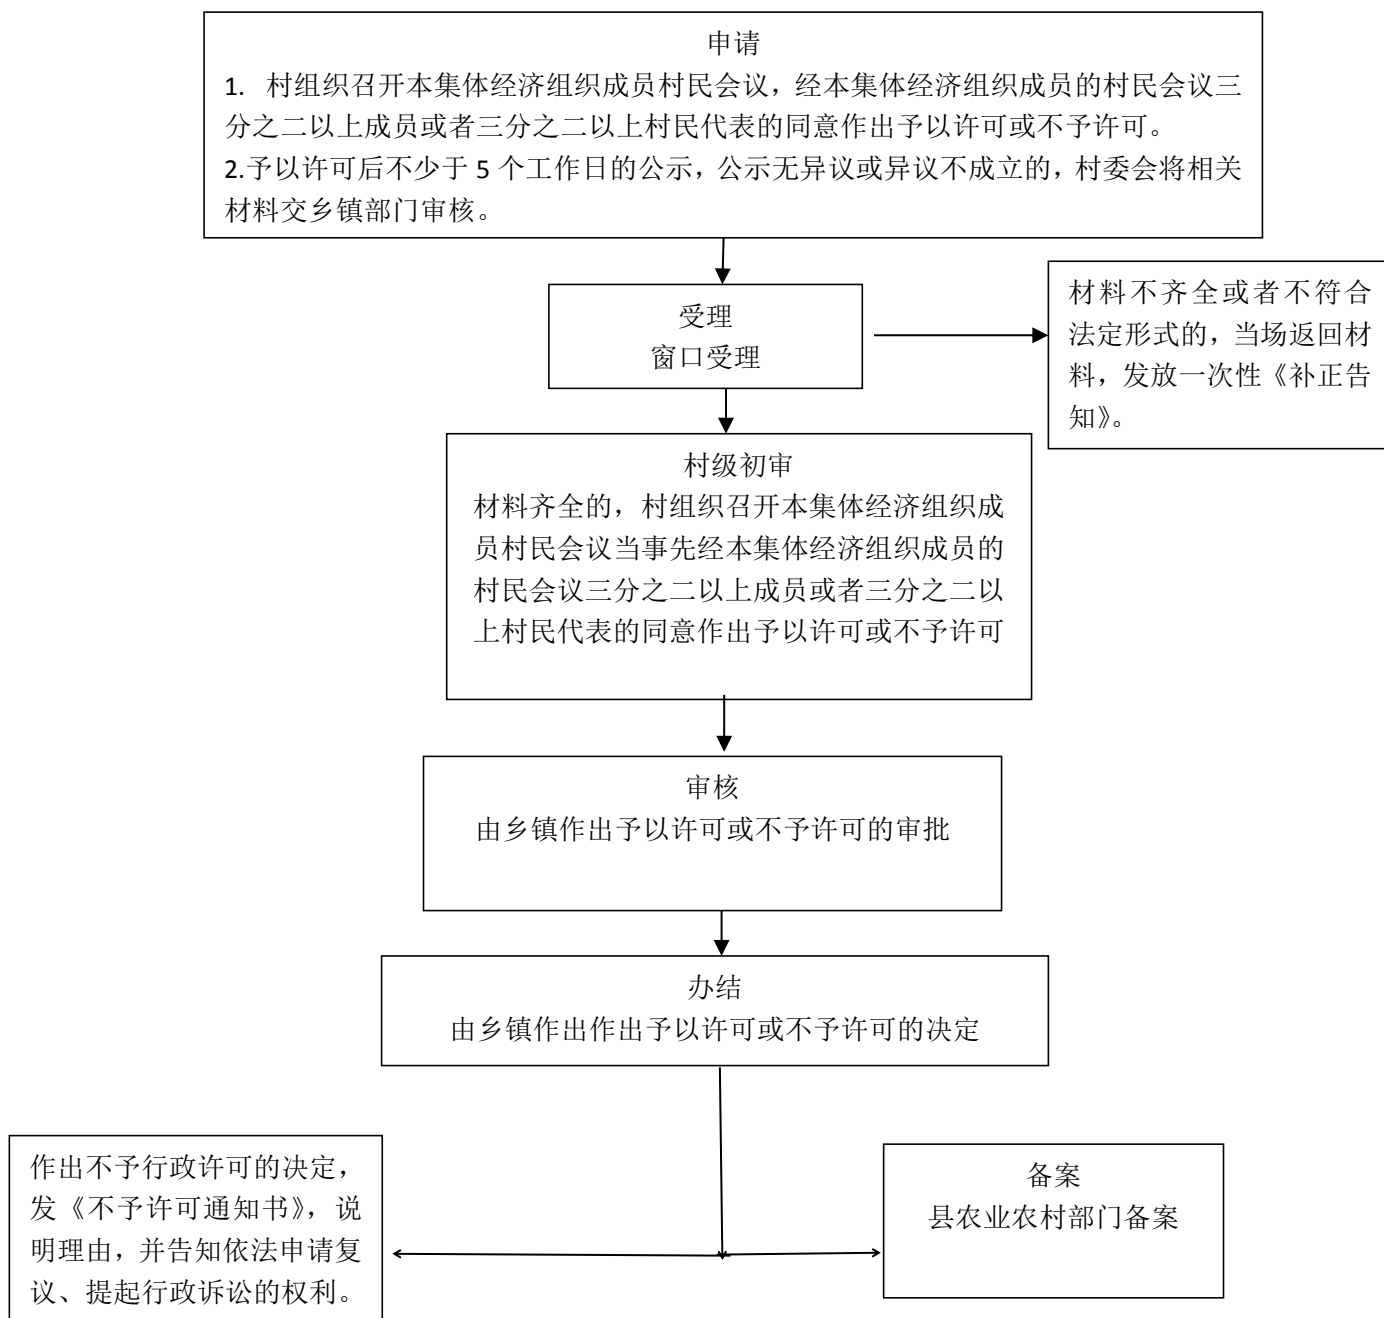 申请
1. 村组织召开本集体经济组织成员村民会议，经本集体经济组织成员的村民会议三
分之二以上成员或者三分之二以上村民代表的同意作出予以许可或不予许可。
2.予以许可后不少于 5 个工作日的公示，公示无异议或异议不成立的，村委会将相关
材料交乡镇部门审核。
受理
窗口受理
材料不齐全或者不符合
法定形式的，当场返回材
料，发放一次性《补正告
知》。
村级初审
材料齐全的，村组织召开本集体经济组织成
员村民会议当事先经本集体经济组织成员的
村民会议三分之二以上成员或者三分之二以
上村民代表的同意作出予以许可或不予许可
审核
由乡镇作出予以许可或不予许可的审批
办结
由乡镇作出作出予以许可或不予许可的决定
作出不予行政许可的决定，
发《不予许可通知书》，说
明理由，并告知依法申请复
议、提起行政诉讼的权利。
备案
县农业农村部门备案